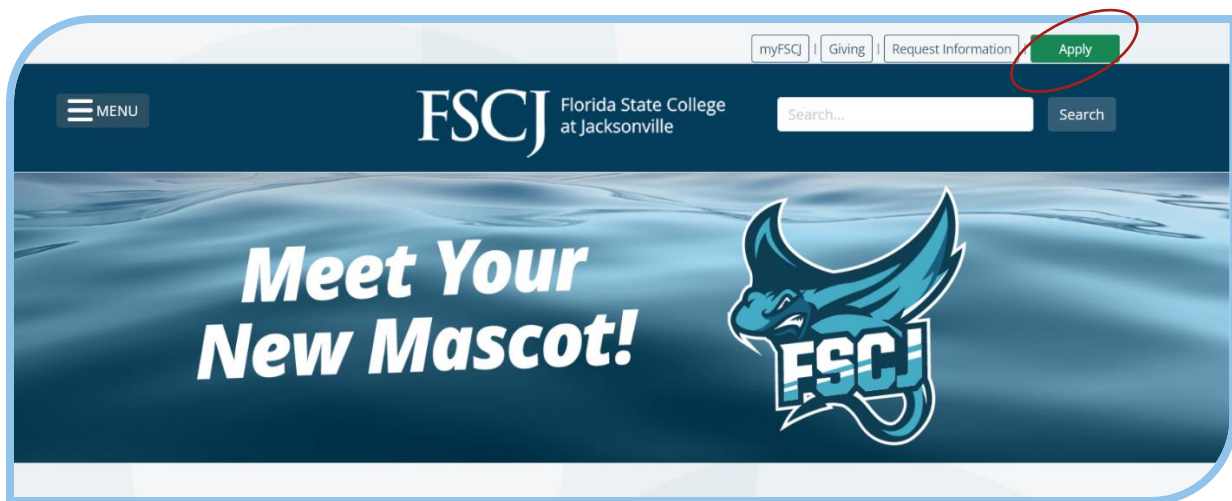 myFSCJ | Giving | Request Information | Apply
MENU
FSCJ
Florida State College
at Jacksonville
Search...
Search
Meet Your
New Mascot!
FSCJ